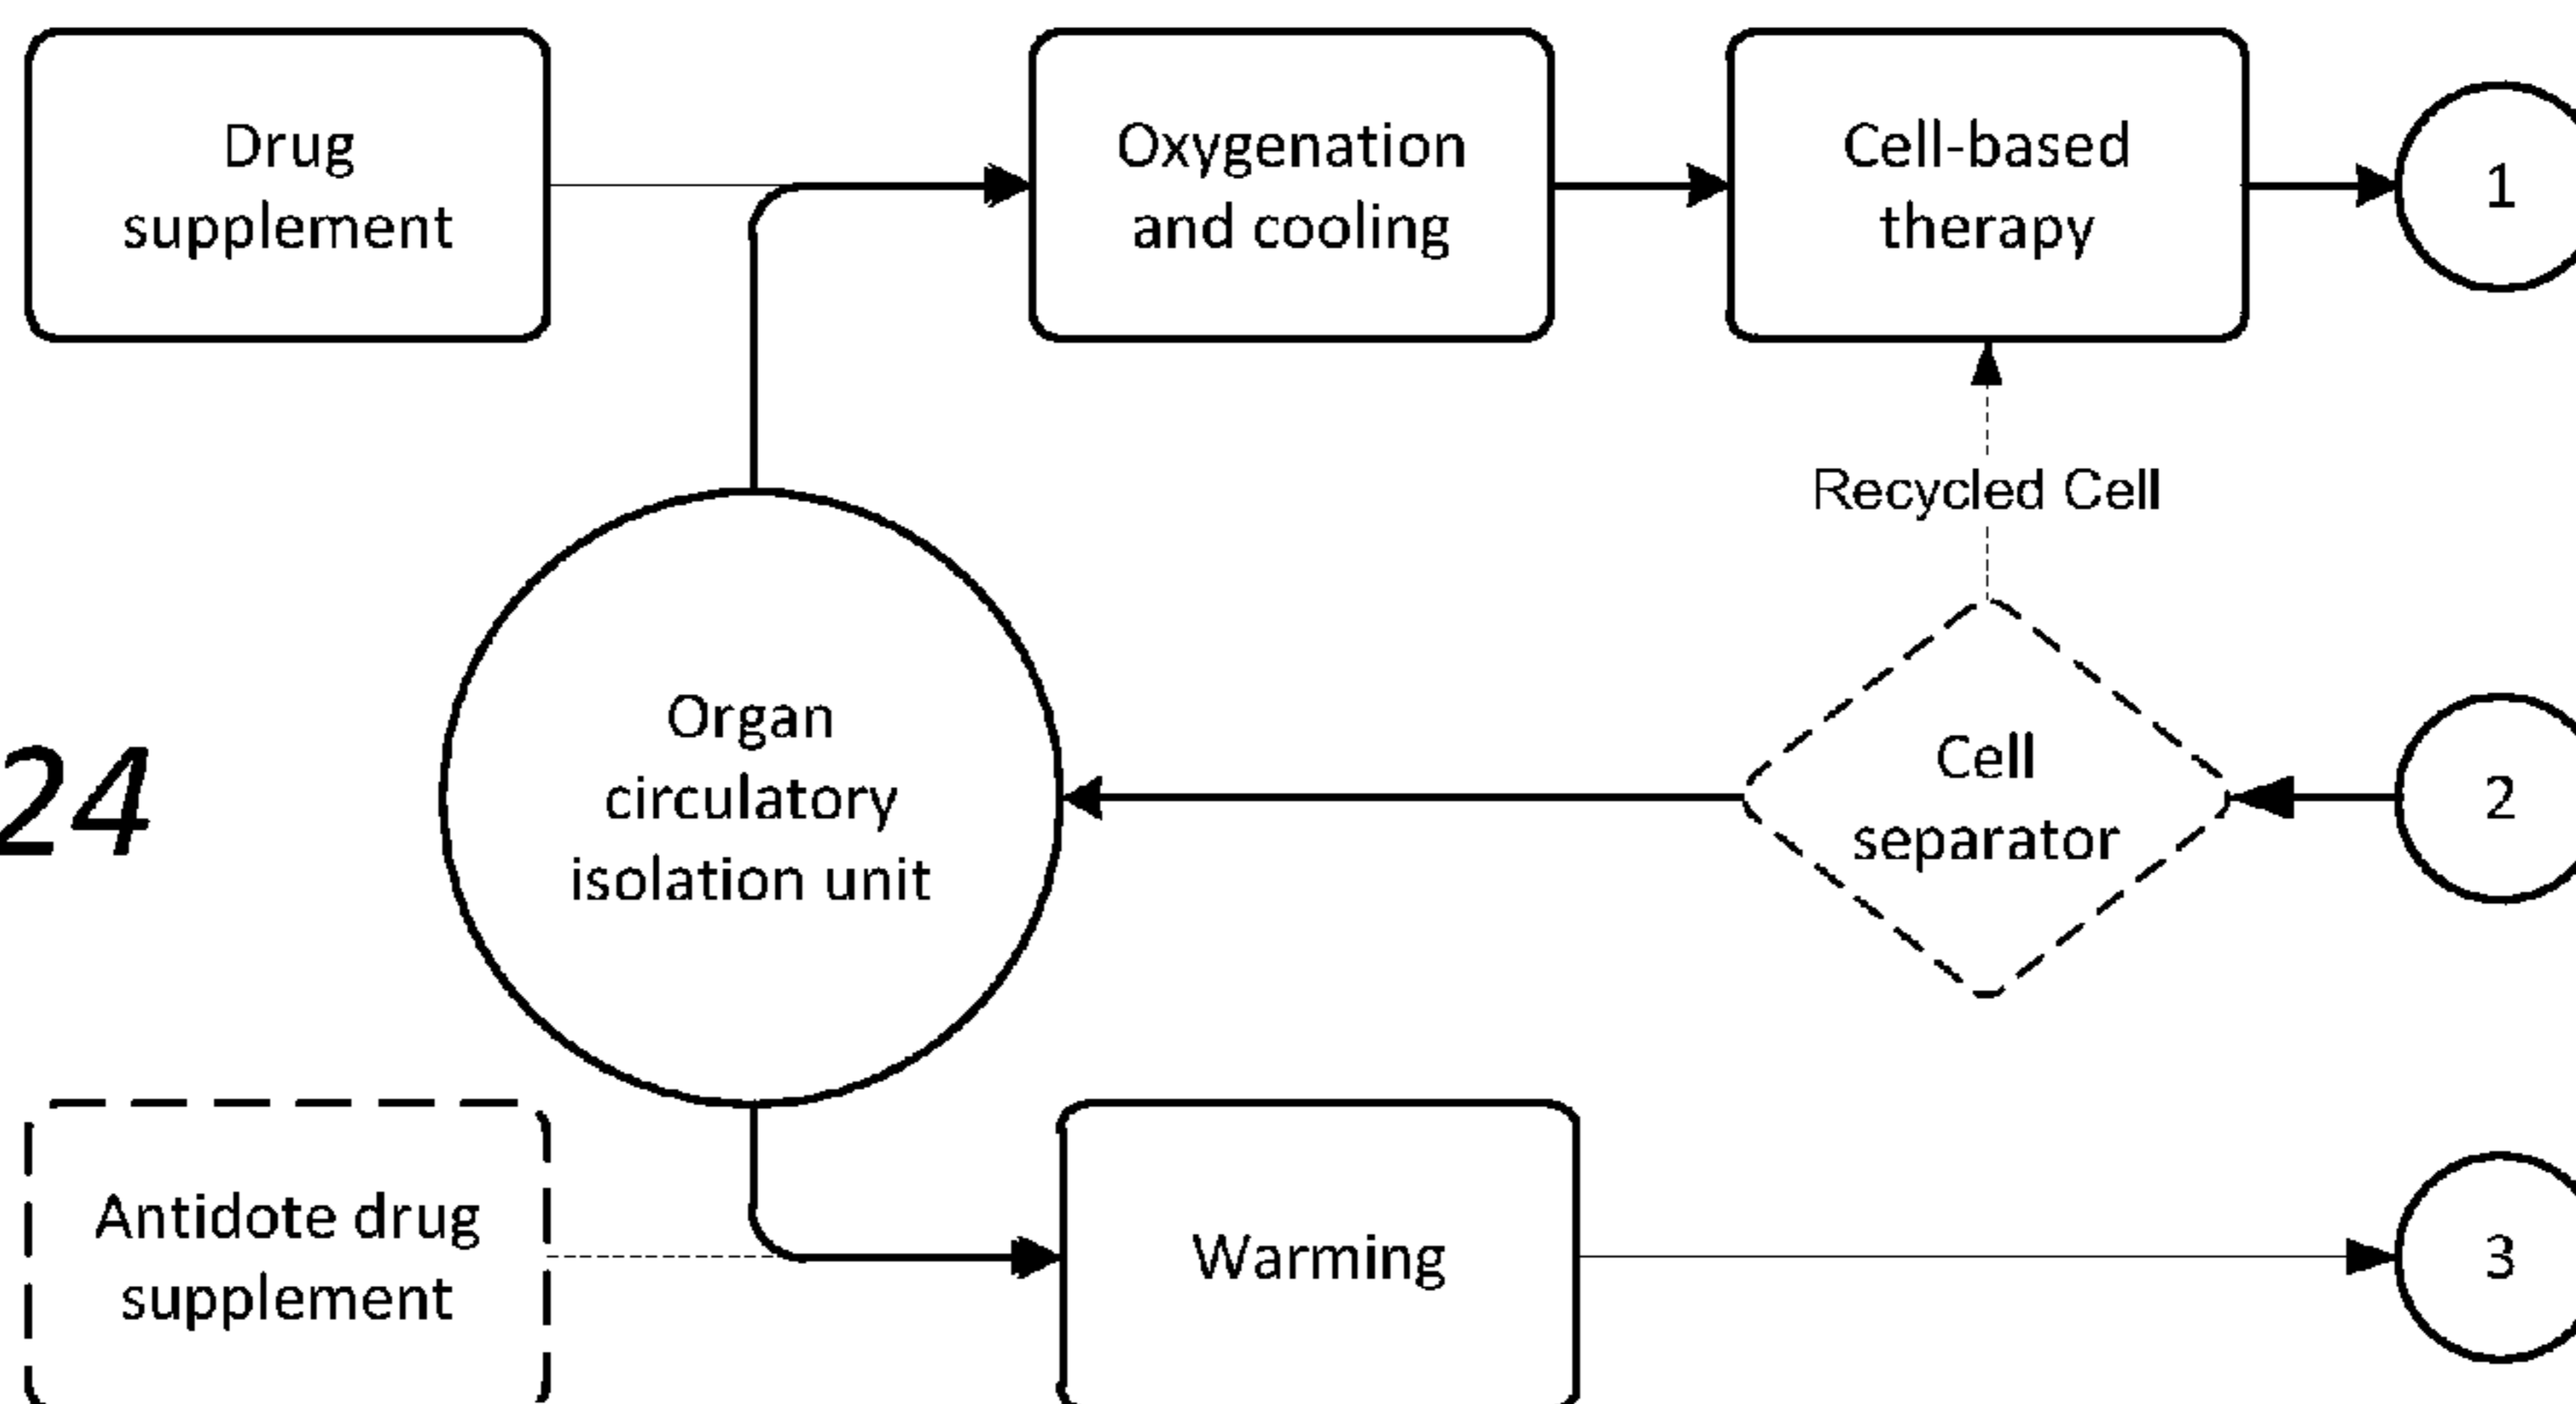 Drug
supplement
Oxygenation
and cooling
Cell-based
therapy
1
Recycled Cell
Organ
circulatory
isolation unit
Cell
separator
2
24
Antidote drug
supplement
Warming
3